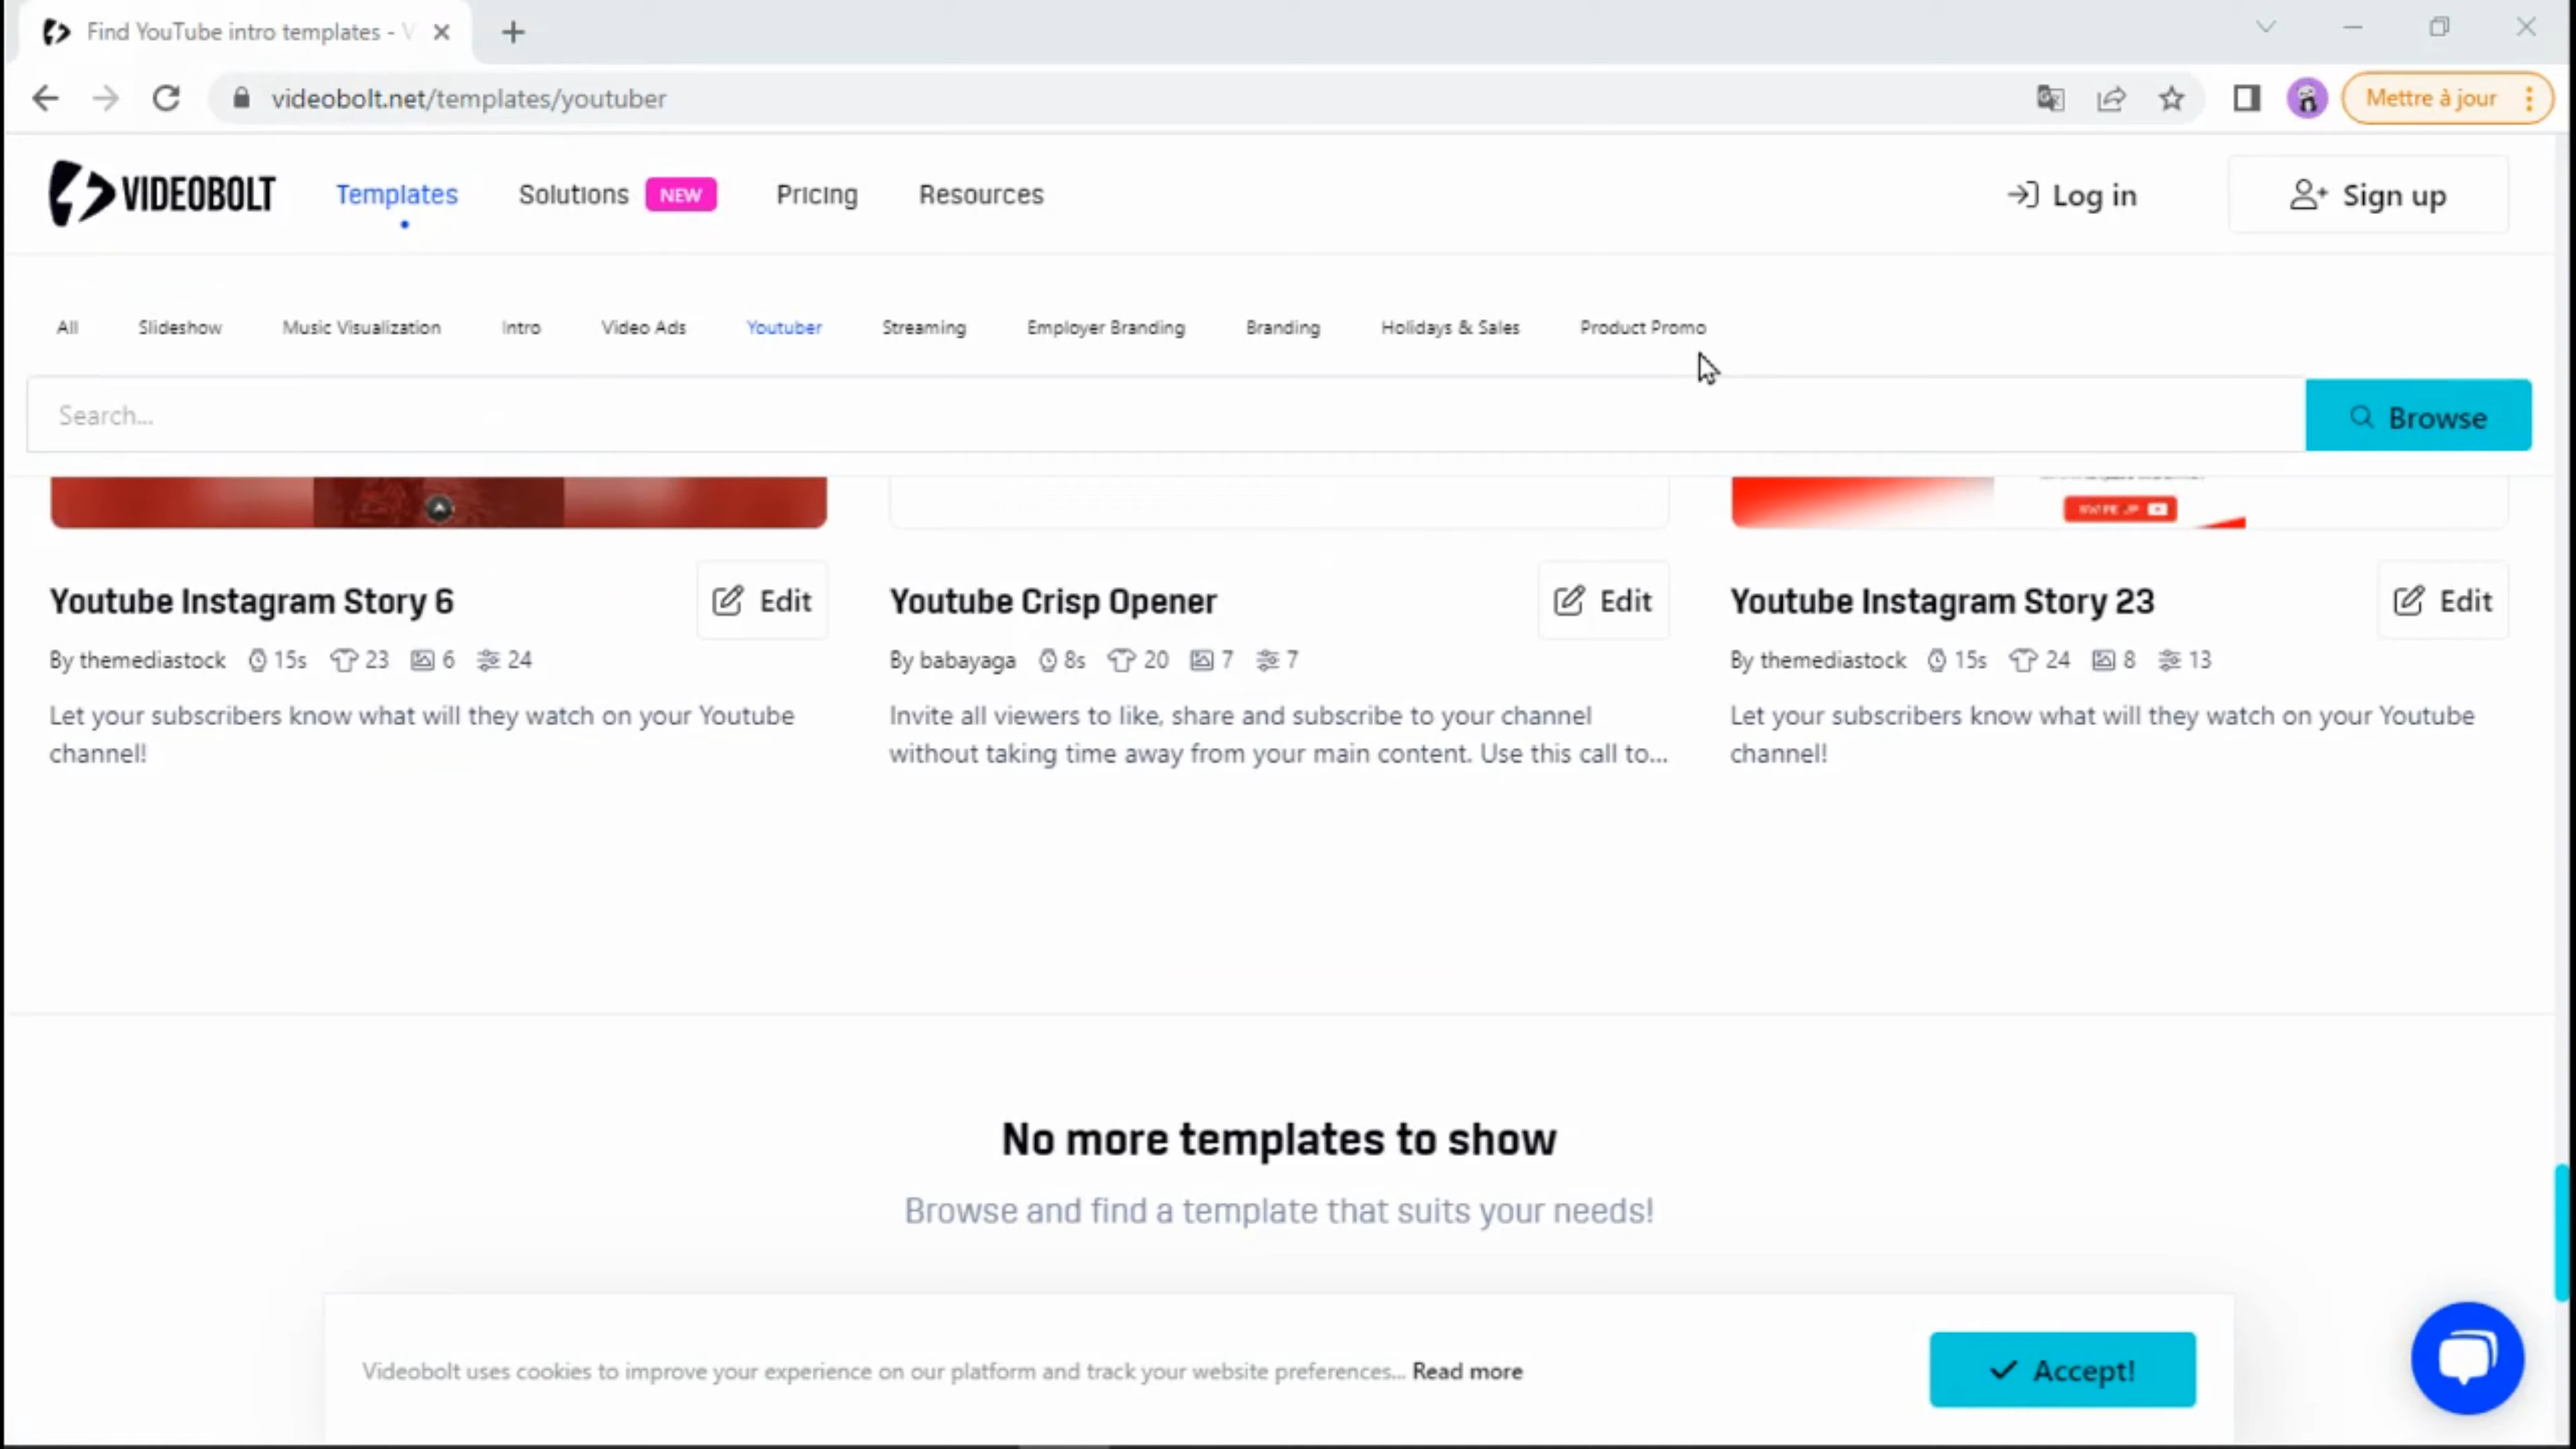 Find YouTube intro templates - V
videobolt.net/templates/youtuber
Mettre à jour
VIDEOBOLT
Templates
Solutions NEW
Pricing
Resources
Log in
Sign up
All Slideshow Music Visualization Intro Video Ads Youtuber Streaming Employer Branding Branding Holidays & Sales Product Promo
Search...
Browse
Youtube Instagram Story 6
Edit
By themediastock 15s 23 6 24
Let your subscribers know what will they watch on your Youtube
channel!
Youtube Crisp Opener
Edit
By babayaga 8s 20 7 7
Invite all viewers to like, share and subscribe to your channel
without taking time away from your main content. Use this call to...
Youtube Instagram Story 23
Edit
By themediastock 15s 24 8 13
Let your subscribers know what will they watch on your Youtube
channel!
No more templates to show
Browse and find a template that suits your needs!
Videobolt uses cookies to improve your experience on our platform and track your website preferences... Read more
Accept!